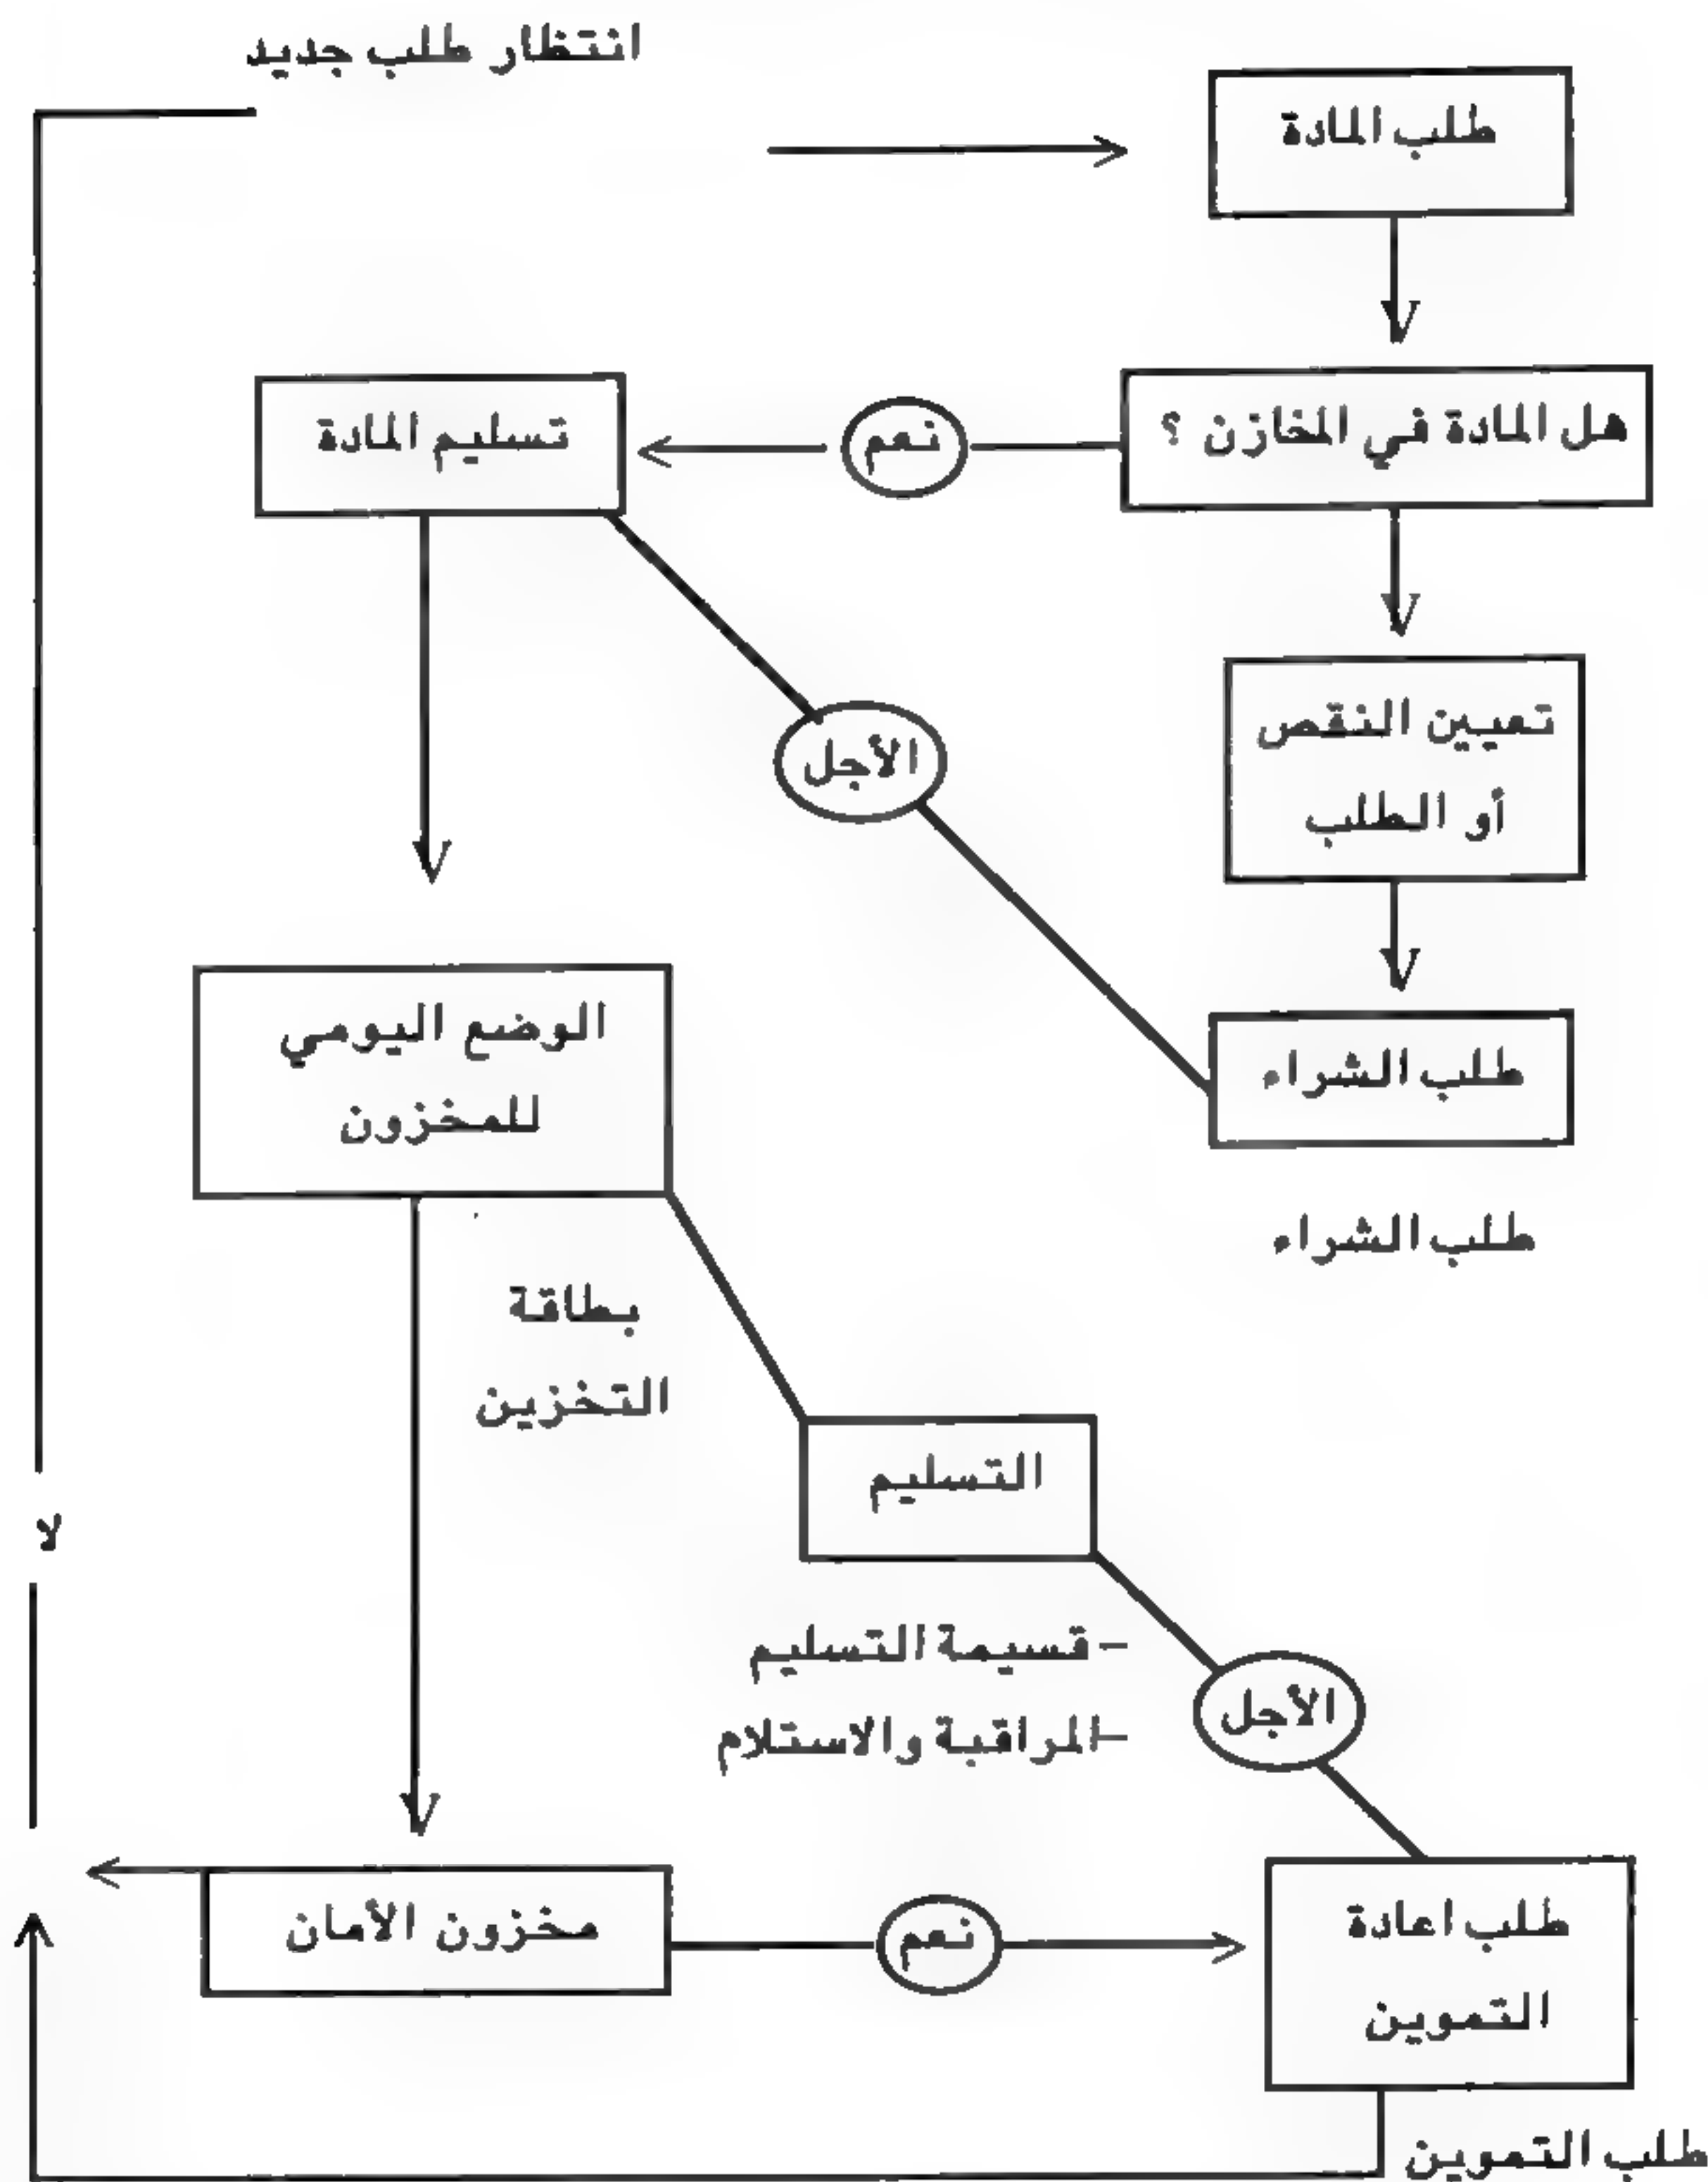 انتظار طلب جديد
طلب المادة
هل المادة في المخازن ؟
نعم
تسليم المادة
تعيين النقص
أو الطلب
الأجل
طلب الشراء
طلب الشراء
الوضع اليومي
للمخزون
بطاقة
التخزين
التسليم
لا
-قسيمة التسليم
-المراقبة والاستلام
الأجل
مخزون الأمان
نعم
طلب اعادة
التموين
طلب التموين